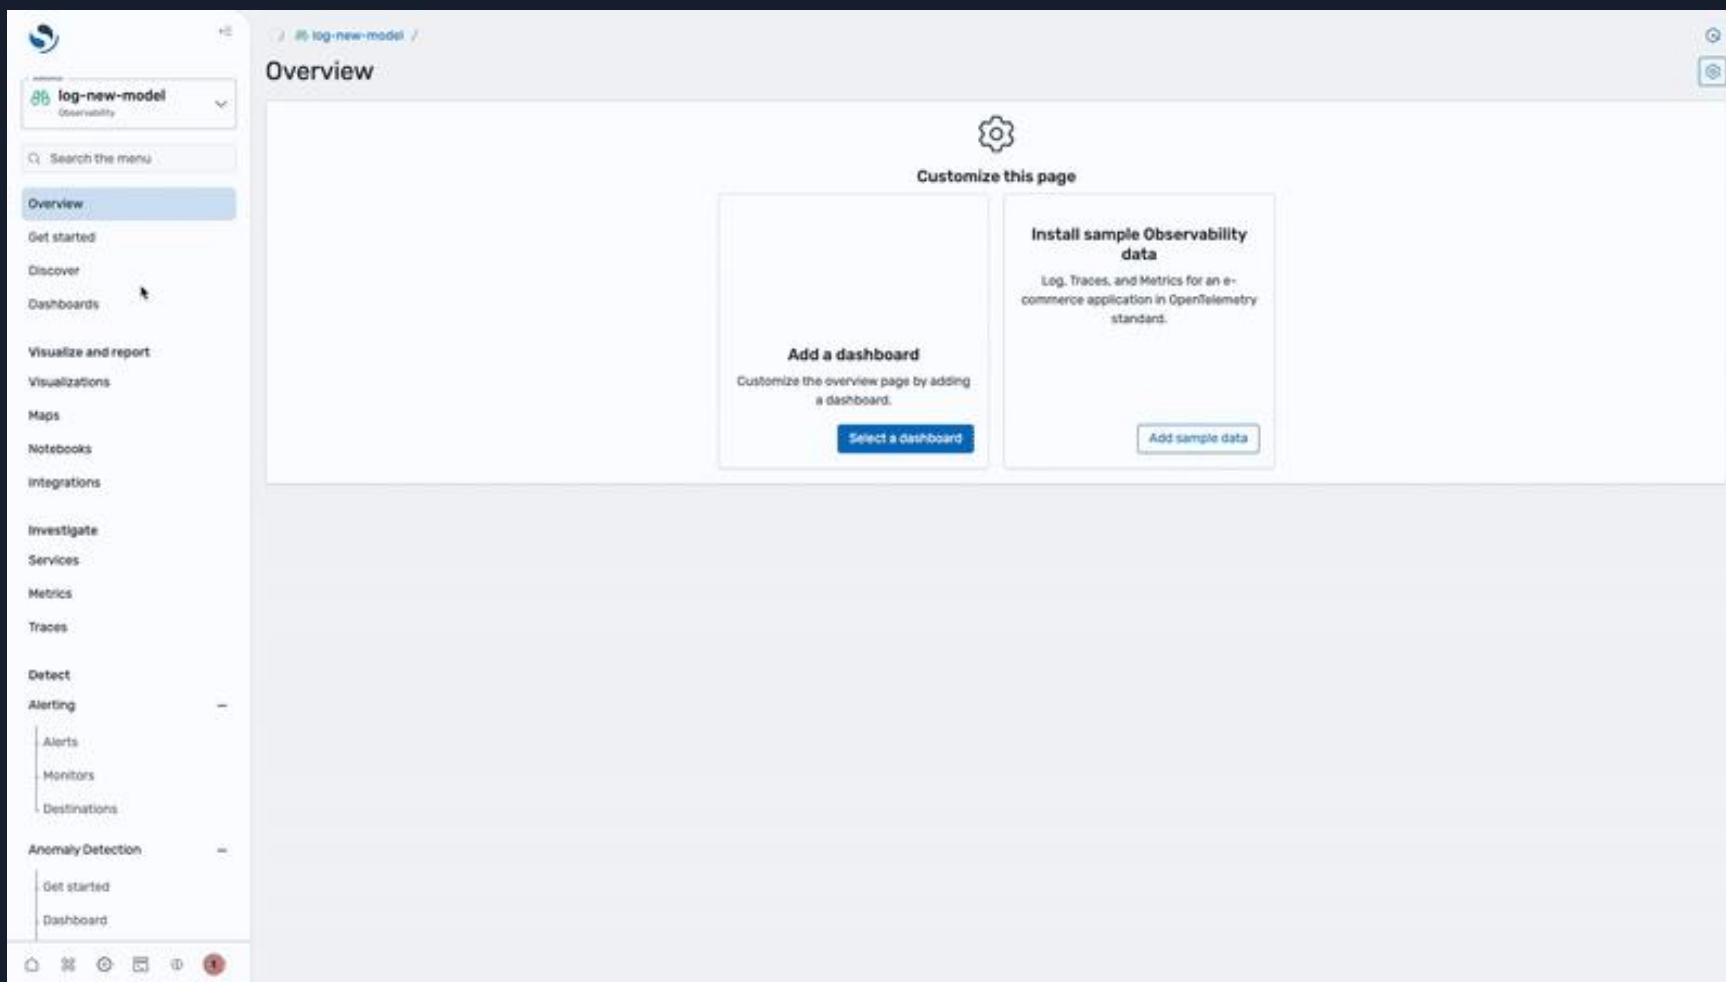 log-new-model
Observability
Search the menu
Overview
Get started
Discover
Dashboards
Visualize and report
Visualizations
Maps
Notebooks
Integrations
Investigate
Services
Metrics
Traces
Detect
Alerting
Alerts
Monitors
Destinations
Anomaly Detection
Get started
Dashboard
/ log-new-model /
Overview
Customize this page
Add a dashboard
Customize the overview page by adding
a dashboard.
Select a dashboard
Install sample Observability
data
Log, Traces, and Metrics for an e-
commerce application in OpenTelemetry
standard.
Add sample data